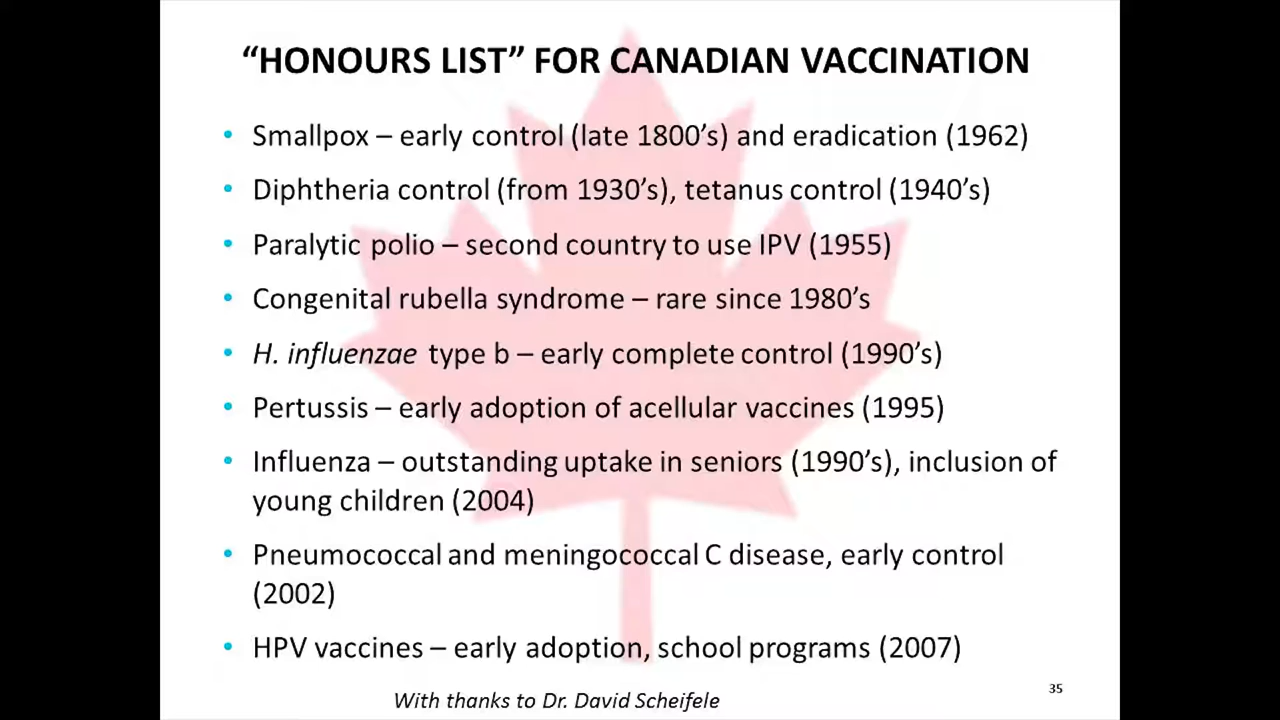 “HONOURS LIST” FOR CANADIAN VACCINATION
• Smallpox – early control (late 1800’s) and eradication (1962)
• Diphtheria control (from 1930’s), tetanus control (1940’s)
• Paralytic polio – second country to use IPV (1955)
• Congenital rubella syndrome – rare since 1980’s
• H. influenzae type b – early complete control (1990’s)
• Pertussis – early adoption of acellular vaccines (1995)
• Influenza – outstanding uptake in seniors (1990’s), inclusion of
young children (2004)
• Pneumococcal and meningococcal C disease, early control
(2002)
• HPV vaccines – early adoption, school programs (2007)
35
With thanks to Dr. David Scheifele